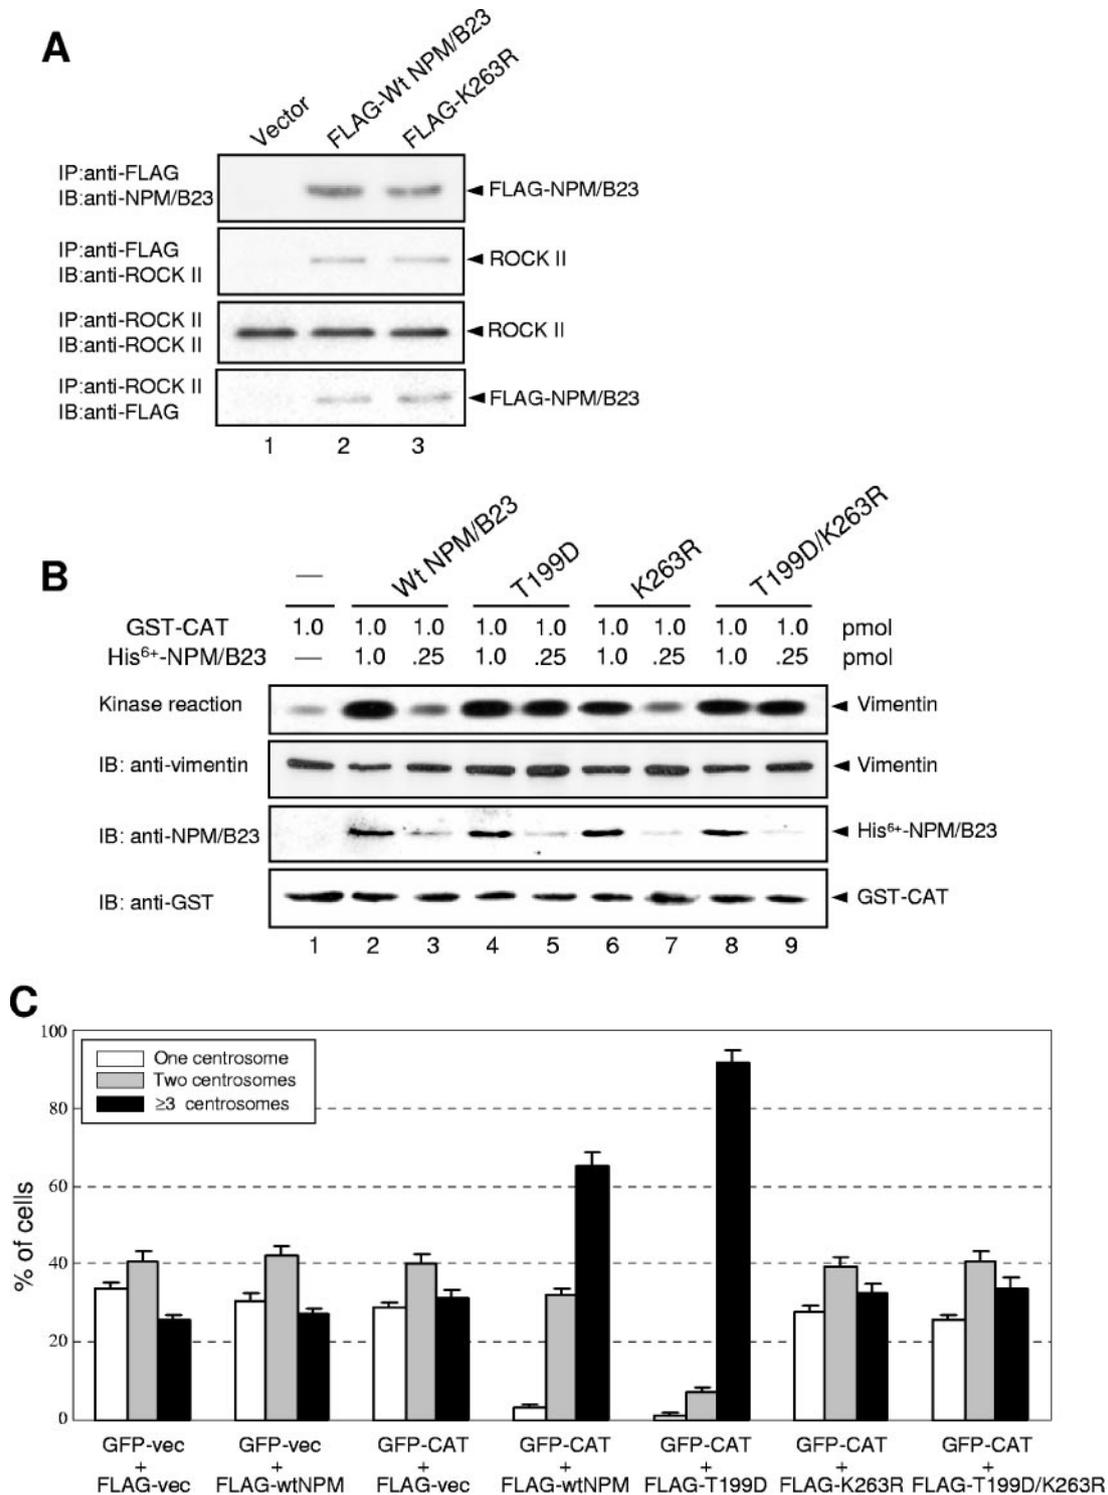 A
Vector
FLAG-Wt NPM/B23
FLAG-K263R
IP:anti-FLAG
IB:anti-NPM/B23
FLAG-NPM/B23
IP:anti-FLAG
IB:anti-ROCK II
ROCK II
IP:anti-ROCK II
IB:anti-ROCK II
ROCK II
IP:anti-ROCK II
IB:anti-FLAG
FLAG-NPM/B23
1 2 3
B
— Wt NPM/B23 T199D K263R T199D/K263R
GST-CAT 1.0 1.0 1.0 1.0 1.0 1.0 1.0 1.0 1.0 pmol
His⁶⁺-NPM/B23 — 1.0 .25 1.0 .25 1.0 .25 1.0 .25 pmol
Kinase reaction Vimentin
IB: anti-vimentin Vimentin
IB: anti-NPM/B23 His⁶⁺-NPM/B23
IB: anti-GST GST-CAT
1 2 3 4 5 6 7 8 9
C
% of cells
100
80
60
40
20
0
One centrosome
Two centrosomes
≥3 centrosomes
GFP-vec
+
FLAG-vec
GFP-vec
+
FLAG-wtNPM
GFP-CAT
+
FLAG-vec
GFP-CAT
+
FLAG-wtNPM
GFP-CAT
+
FLAG-T199D
GFP-CAT
+
FLAG-K263R
GFP-CAT
+
FLAG-T199D/K263R